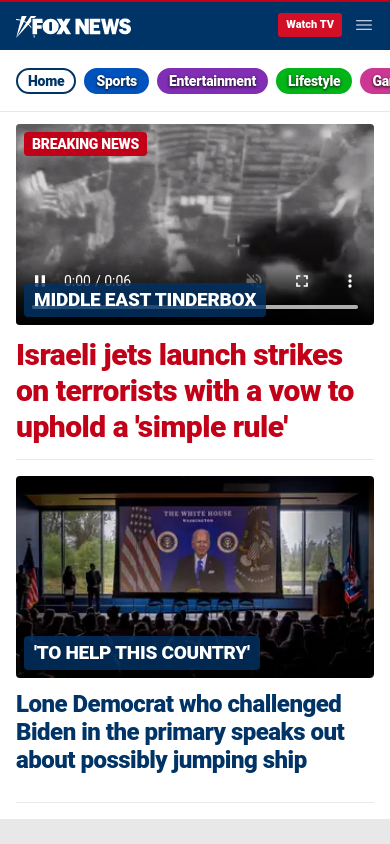 FOX NEWS
Watch TV
Home
Sports
Entertainment
Lifestyle
Ga
BREAKING NEWS
0:00 / 0:06
MIDDLE EAST TINDERBOX
Israeli jets launch strikes
on terrorists with a vow to
uphold a 'simple rule'
THE WHITE HOUSE
WASHINGTON
'TO HELP THIS COUNTRY'
Lone Democrat who challenged
Biden in the primary speaks out
about possibly jumping ship